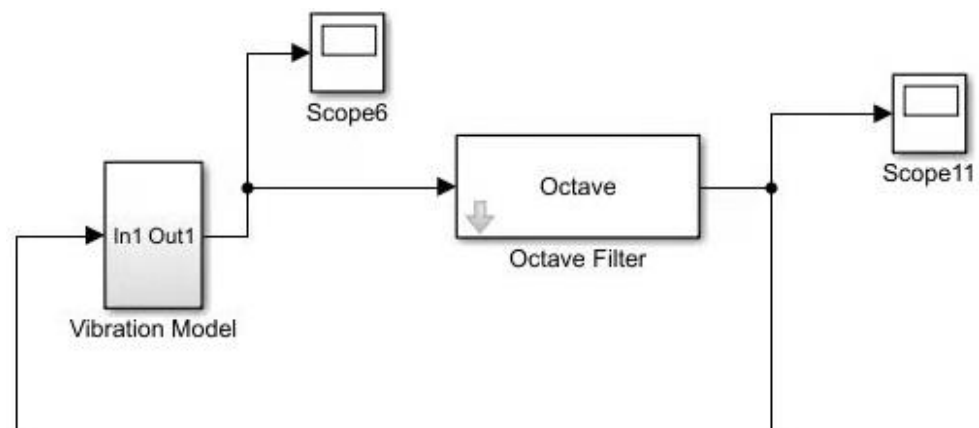 Scope6
Octave
Scope11
In1 Out1
Octave Filter
Vibration Model